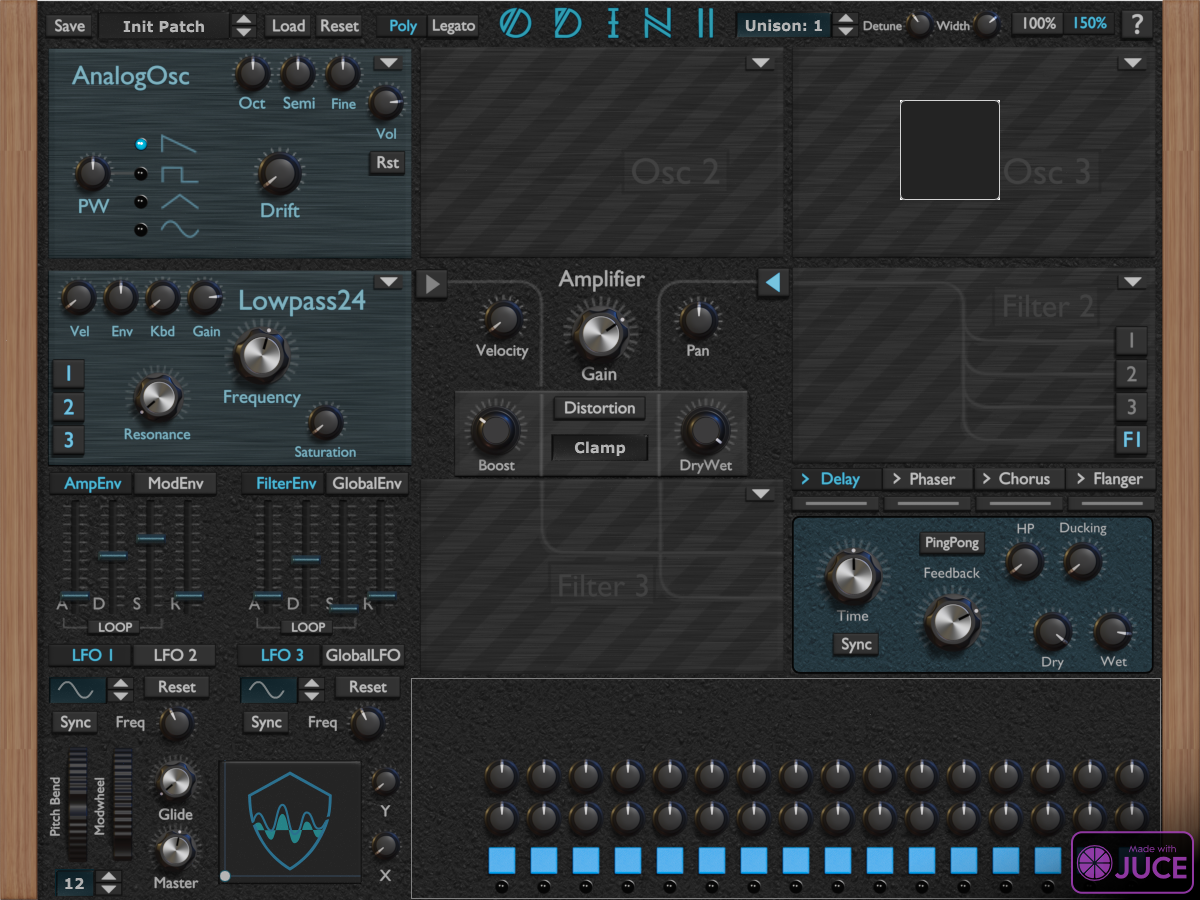 Save Init Patch Load Reset Poly Legato ODIN II Unison: 1 Detune Width 100% 150% ?
AnalogOsc
Oct Semi Fine
Vol
Rst
PW
Drift
Osc 2
Osc 3
Lowpass24
Vel Env Kbd Gain
Frequency
1
2
3
Resonance
Saturation
Amplifier
Velocity
Gain
Pan
Distortion
Clamp
Boost
DryWet
Filter 2
1
2
3
FI
AmpEnv ModEnv FilterEnv GlobalEnv
A D S R
LOOP
A D S R
LOOP
Filter 3
> Delay > Phaser > Chorus > Flanger
HP Ducking
PingPong
Feedback
Time
Sync
Dry Wet
LFO 1 LFO 2 LFO 3 GlobalLFO
Reset
Sync Freq
Reset
Sync Freq
Pitch Bend
Modwheel
Glide
Master
12
Y
X
Made with
JUCE